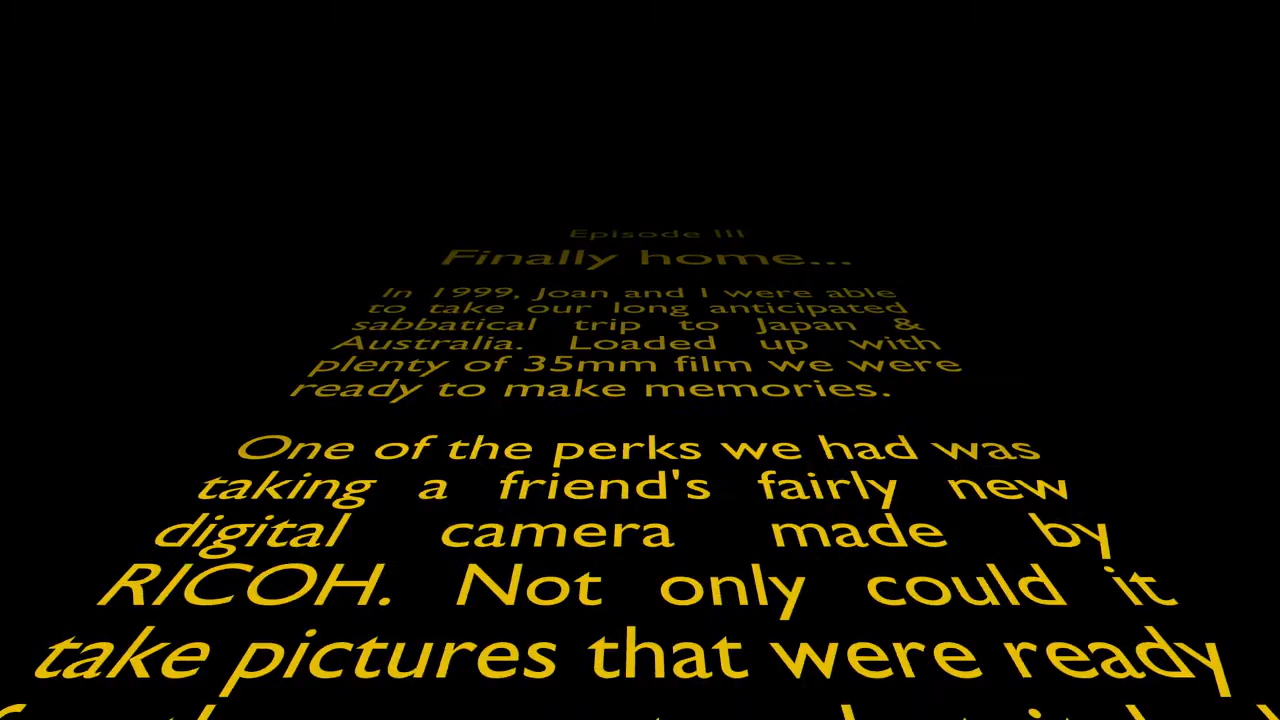 Episode III
Finally home...
In 1999, Joan and I were able
to take our long anticipated
sabbatical trip to Japan &
Australia. Loaded up with
plenty of 35mm film we were
ready to make memories.
One of the perks we had was
taking a friend's fairly new
digital camera made by
RICOH. Not only could it
take pictures that were ready